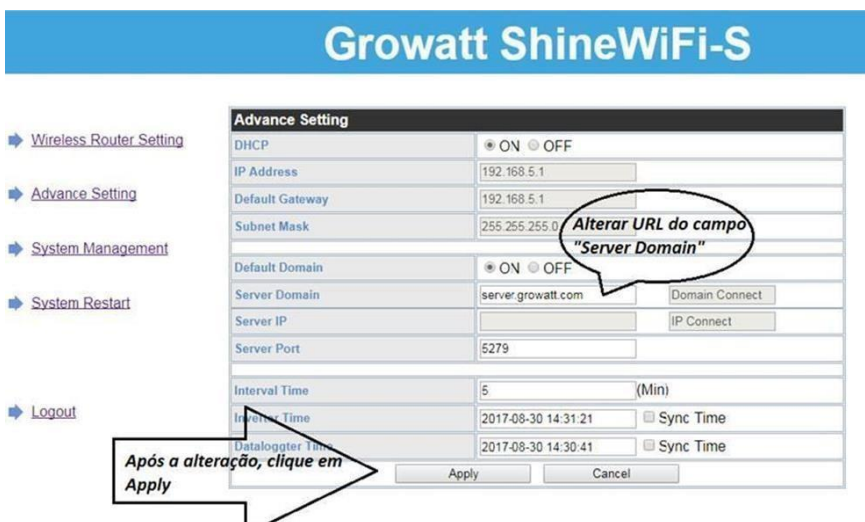 Growatt ShineWiFi-S
Wireless Router Setting
Advance Setting
System Management
System Restart
Logout
Advance Setting
DHCP ON OFF
IP Address 192.168.5.1
Default Gateway 192.168.5.1
Subnet Mask 255.255.255.0
Alterar URL do campo
"Server Domain"
Default Domain ON OFF
Server Domain server.growatt.com Domain Connect
Server IP IP Connect
Server Port 5279
Interval Time 5 (Min)
Inverter Time 2017-08-30 14:31:21 Sync Time
Dataloggter Time 2017-08-30 14:30:41 Sync Time
Apply Cancel
Após a alteração, clique em
Apply